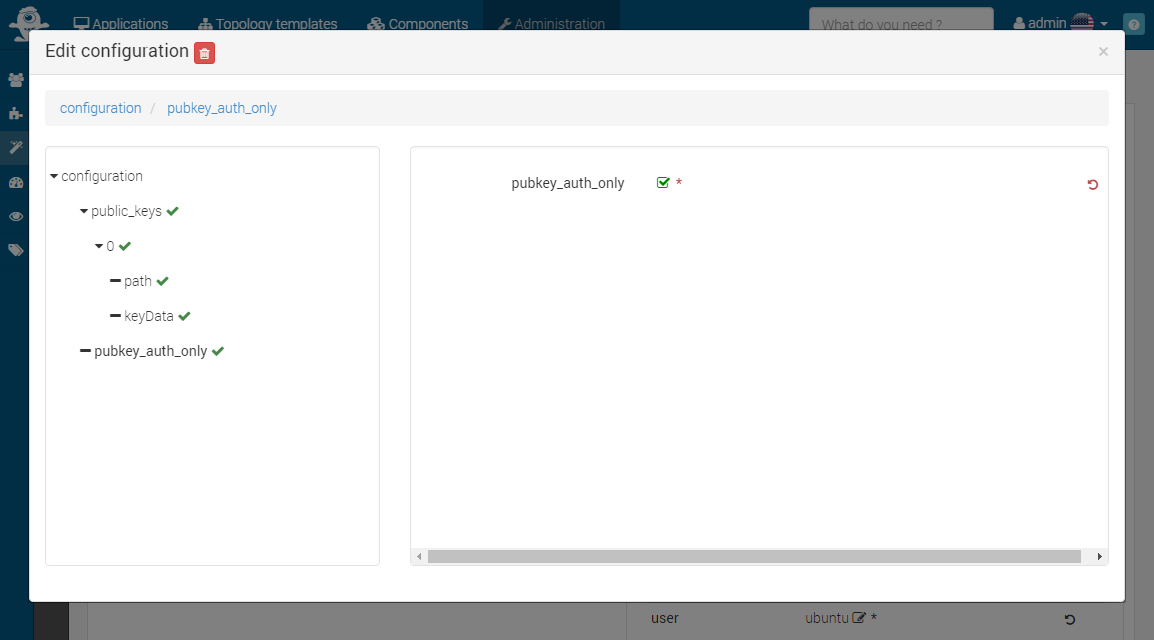 Applications Topology templates Components Administration What do you need ? admin
Edit configuration ×
configuration / pubkey_auth_only
configuration
public_keys
0
path
keyData
pubkey_auth_only
pubkey_auth_only *
user ubuntu *